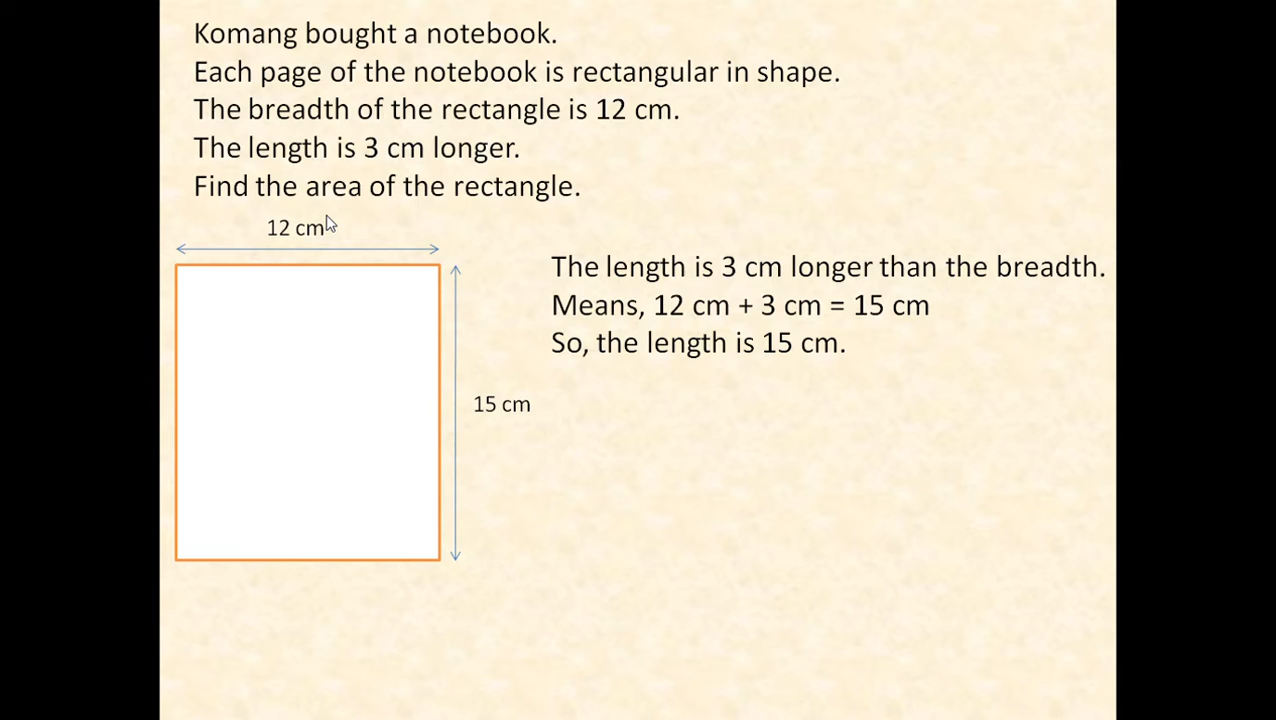 Komang bought a notebook.
Each page of the notebook is rectangular in shape.
The breadth of the rectangle is 12 cm.
The length is 3 cm longer.
Find the area of the rectangle.
12 cm
The length is 3 cm longer than the breadth.
Means, 12 cm + 3 cm = 15 cm
So, the length is 15 cm.
15 cm